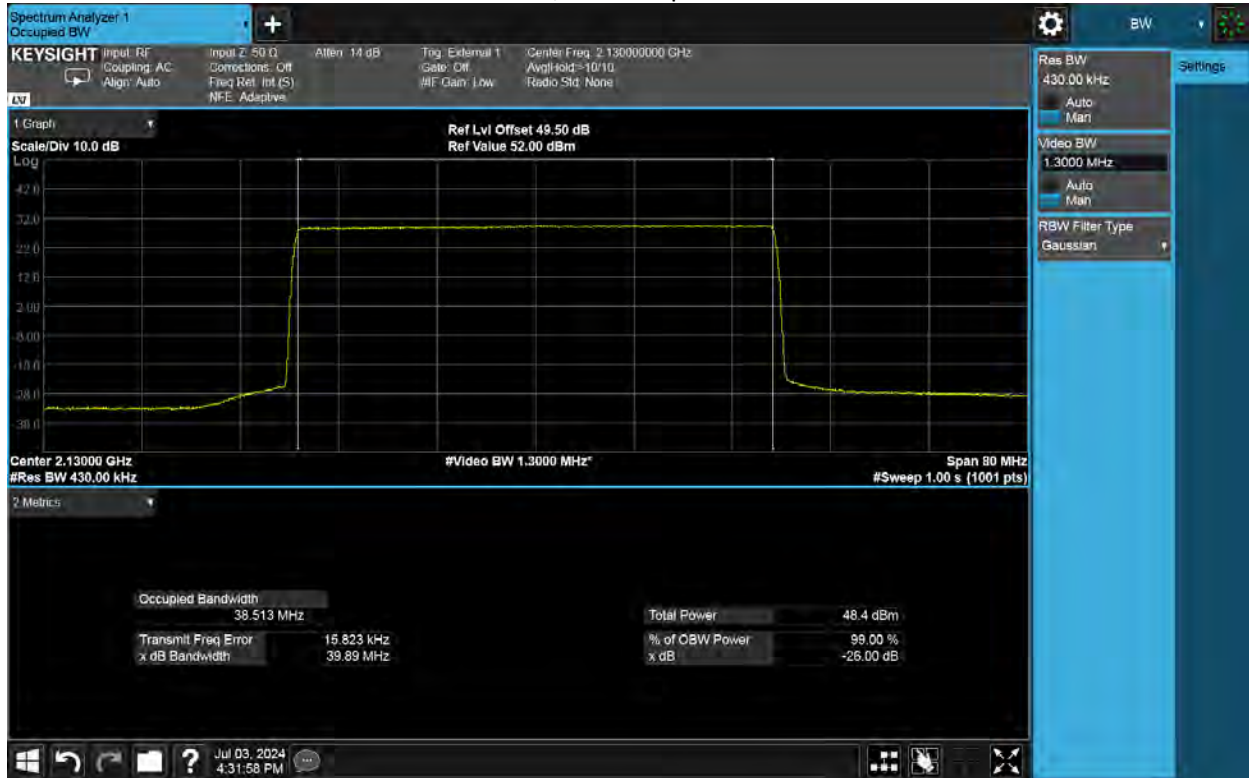 Spectrum Analyzer 1
Occupied BW
+
BW
KEYSIGHT
Input: RF
Coupling: AC
Align: Auto
Input Z: 50 Ω
Corrections: Off
Freq Ref: Int (S)
NFE: Adaptive
Atten: 14 dB
Trig: External 1
Gate: Off
#IF Gain: Low
Center Freq: 2.130000000 GHz
Avg|Hold:>10/10
Radio Std: None
LXI
1 Graph
Scale/Div 10.0 dB
Ref Lvl Offset 49.50 dB
Ref Value 52.00 dBm
Log
42.0
32.0
22.0
12.0
2.00
-8.00
-18.0
-28.0
-38.0
Center 2.13000 GHz
#Res BW 430.00 kHz
#Video BW 1.3000 MHz*
Span 80 MHz
#Sweep 1.00 s (1001 pts)
2 Metrics
Occupied Bandwidth
38.513 MHz
Transmit Freq Error 15.823 kHz
x dB Bandwidth 39.89 MHz
Total Power 48.4 dBm
% of OBW Power 99.00 %
x dB -26.00 dB
Res BW
430.00 kHz
Auto
Man
Video BW
1.3000 MHz
Auto
Man
RBW Filter Type
Gaussian
Settings
?
Jul 03, 2024
4:31:58 PM